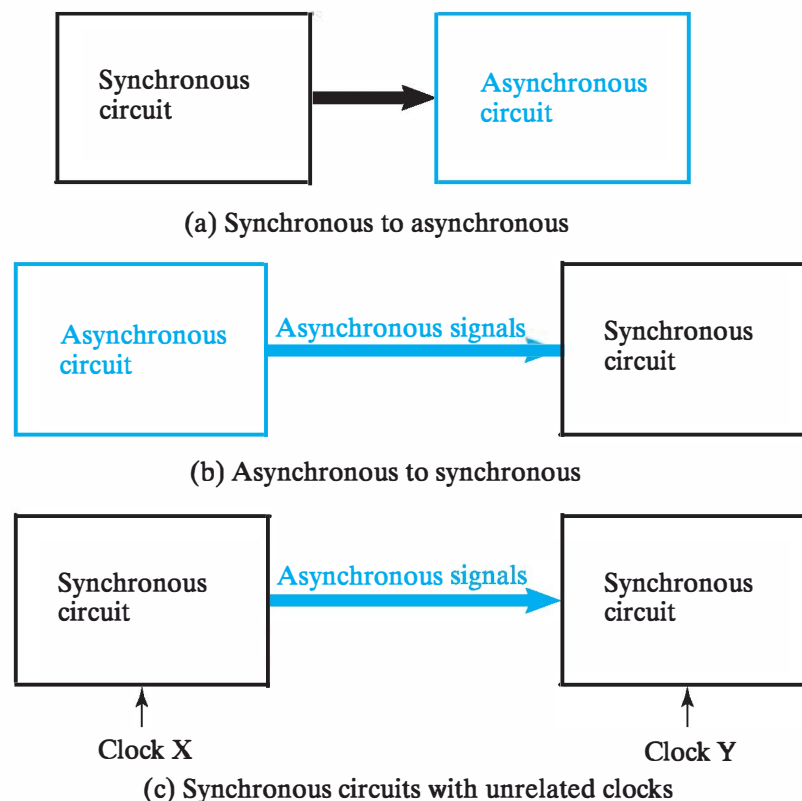 Synchronous
circuit
Asynchronous
circuit
(a) Synchronous to asynchronous
Asynchronous
circuit
Asynchronous signals
Synchronous
circuit
(b) Asynchronous to synchronous
Synchronous
circuit
Asynchronous signals
Synchronous
circuit
Clock X
Clock Y
(c) Synchronous circuits with unrelated clocks